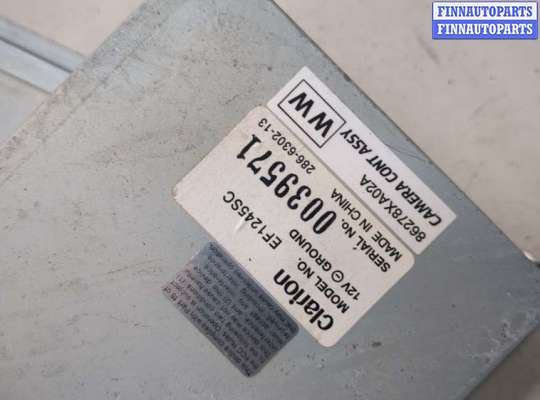 FINNAUTOPARTS
FINNAUTOPARTS
WW
86278XA02A
CAMERA CONT ASSY
286-6302-13
clarion
MODEL NO. EF1245SC
12V ⊖ GROUND
SERIAL No. 0039571
MADE IN CHINA